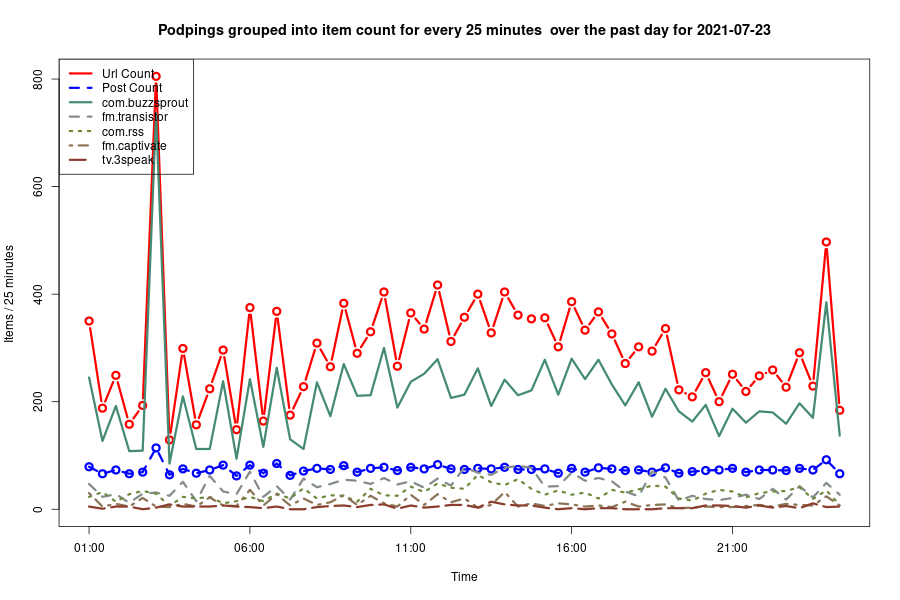 Podpings grouped into item count for every 25 minutes  over the past day for 2021-07-23
Url Count
Post Count
com.buzzsprout
fm.transistor
com.rss
fm.captivate
tv.3speak
800
600
400
200
0
Items / 25 minutes
01:00
06:00
11:00
16:00
21:00
Time